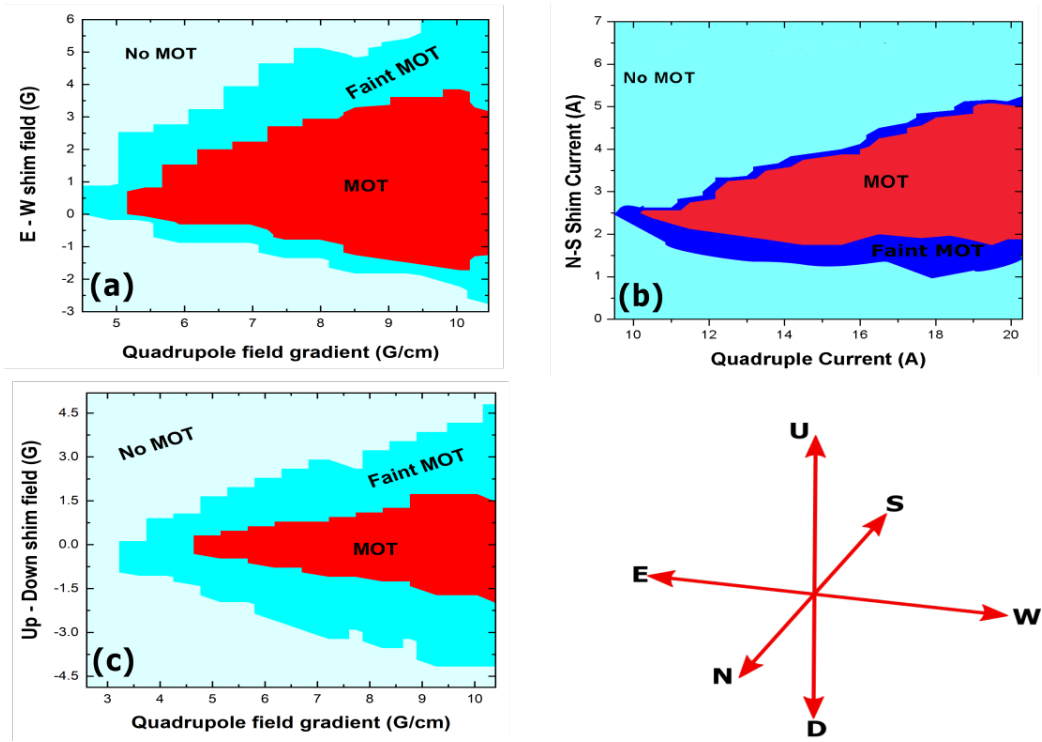 6
5
4
3
2
1
0
-1
-2
-3
E - W shim field (G)
No MOT
Faint MOT
MOT
(a)
5 6 7 8 9 10
Quadrupole field gradient (G/cm)
7
6
5
4
3
2
1
0
N-S Shim Current (A)
No MOT
MOT
Faint MOT
(b)
10 12 14 16 18 20
Quadruple Current (A)
4.5
3.0
1.5
0.0
-1.5
-3.0
-4.5
Up - Down shim field (G)
No MOT
Faint MOT
MOT
(c)
3 4 5 6 7 8 9 10
Quadrupole field gradient (G/cm)
U
S
E
W
N
D